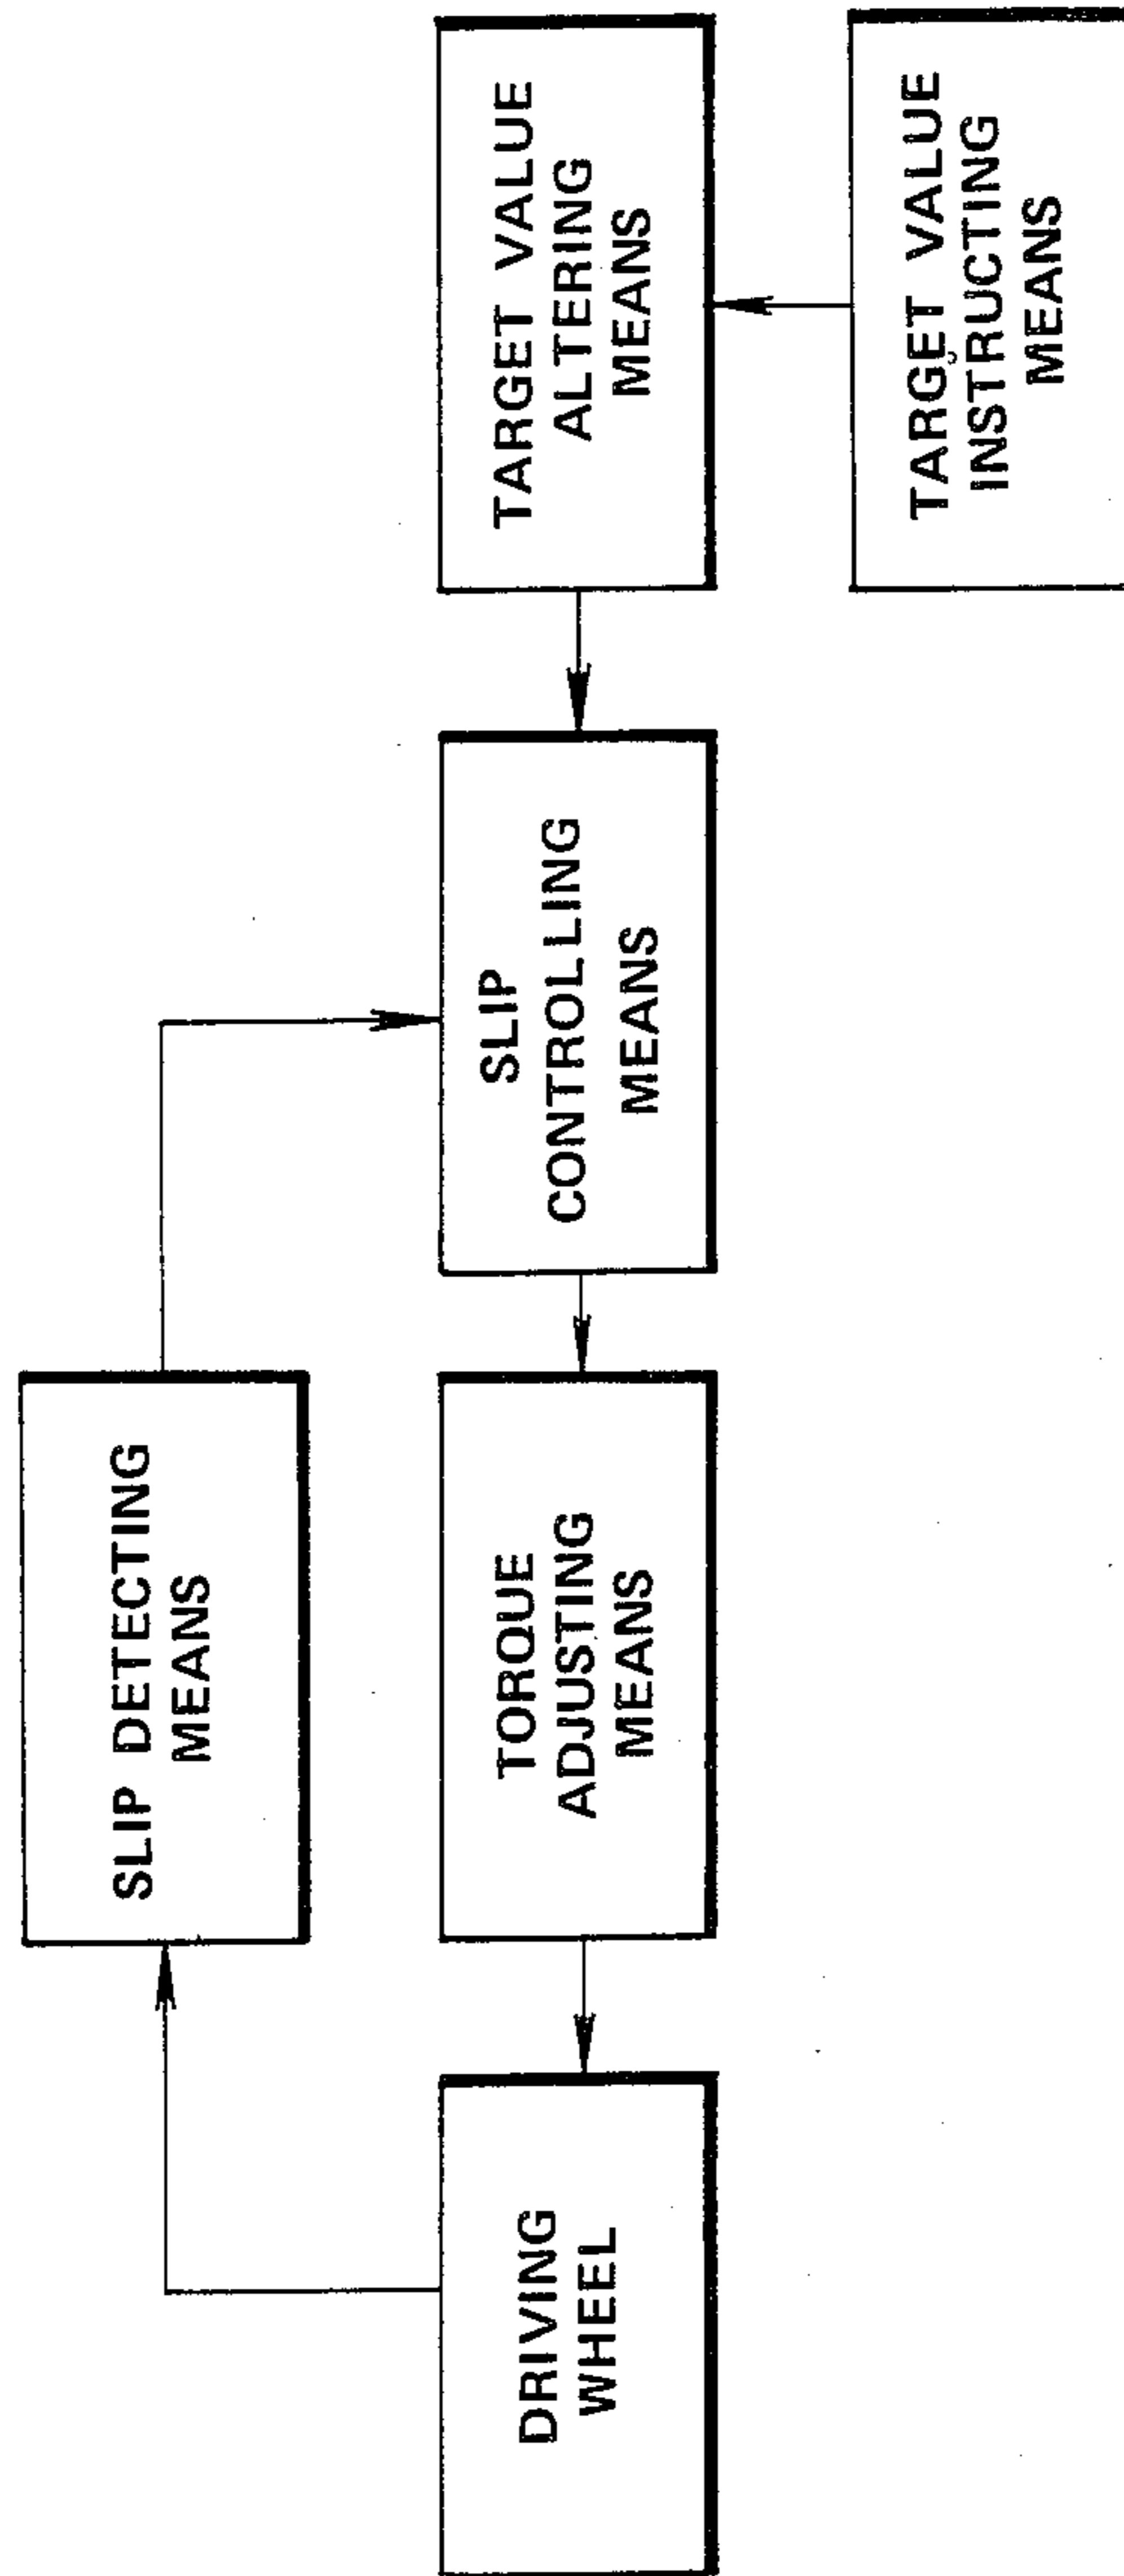 SLIP DETECTING
MEANS
DRIVING
WHEEL
TORQUE
ADJUSTING
MEANS
SLIP
CONTROLLING
MEANS
TARGET VALUE
ALTERING
MEANS
TARGET VALUE
INSTRUCTING
MEANS